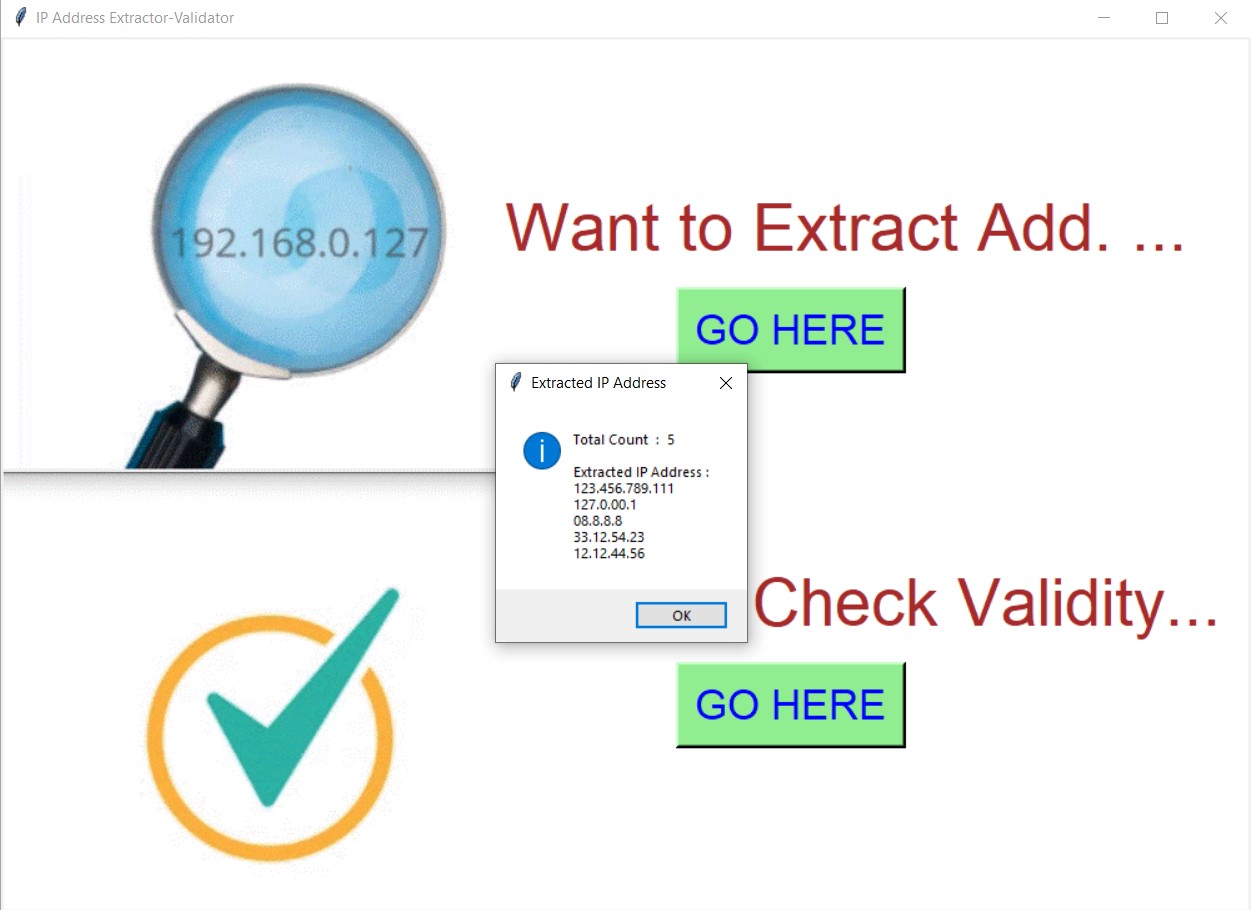 IP Address Extractor-Validator
192.168.0.127
Want to Extract Add. ...
GO HERE
Extracted IP Address
Total Count : 5
Extracted IP Address :
123.456.789.111
127.0.00.1
08.8.8.8
33.12.54.23
12.12.44.56
OK
Check Validity...
GO HERE